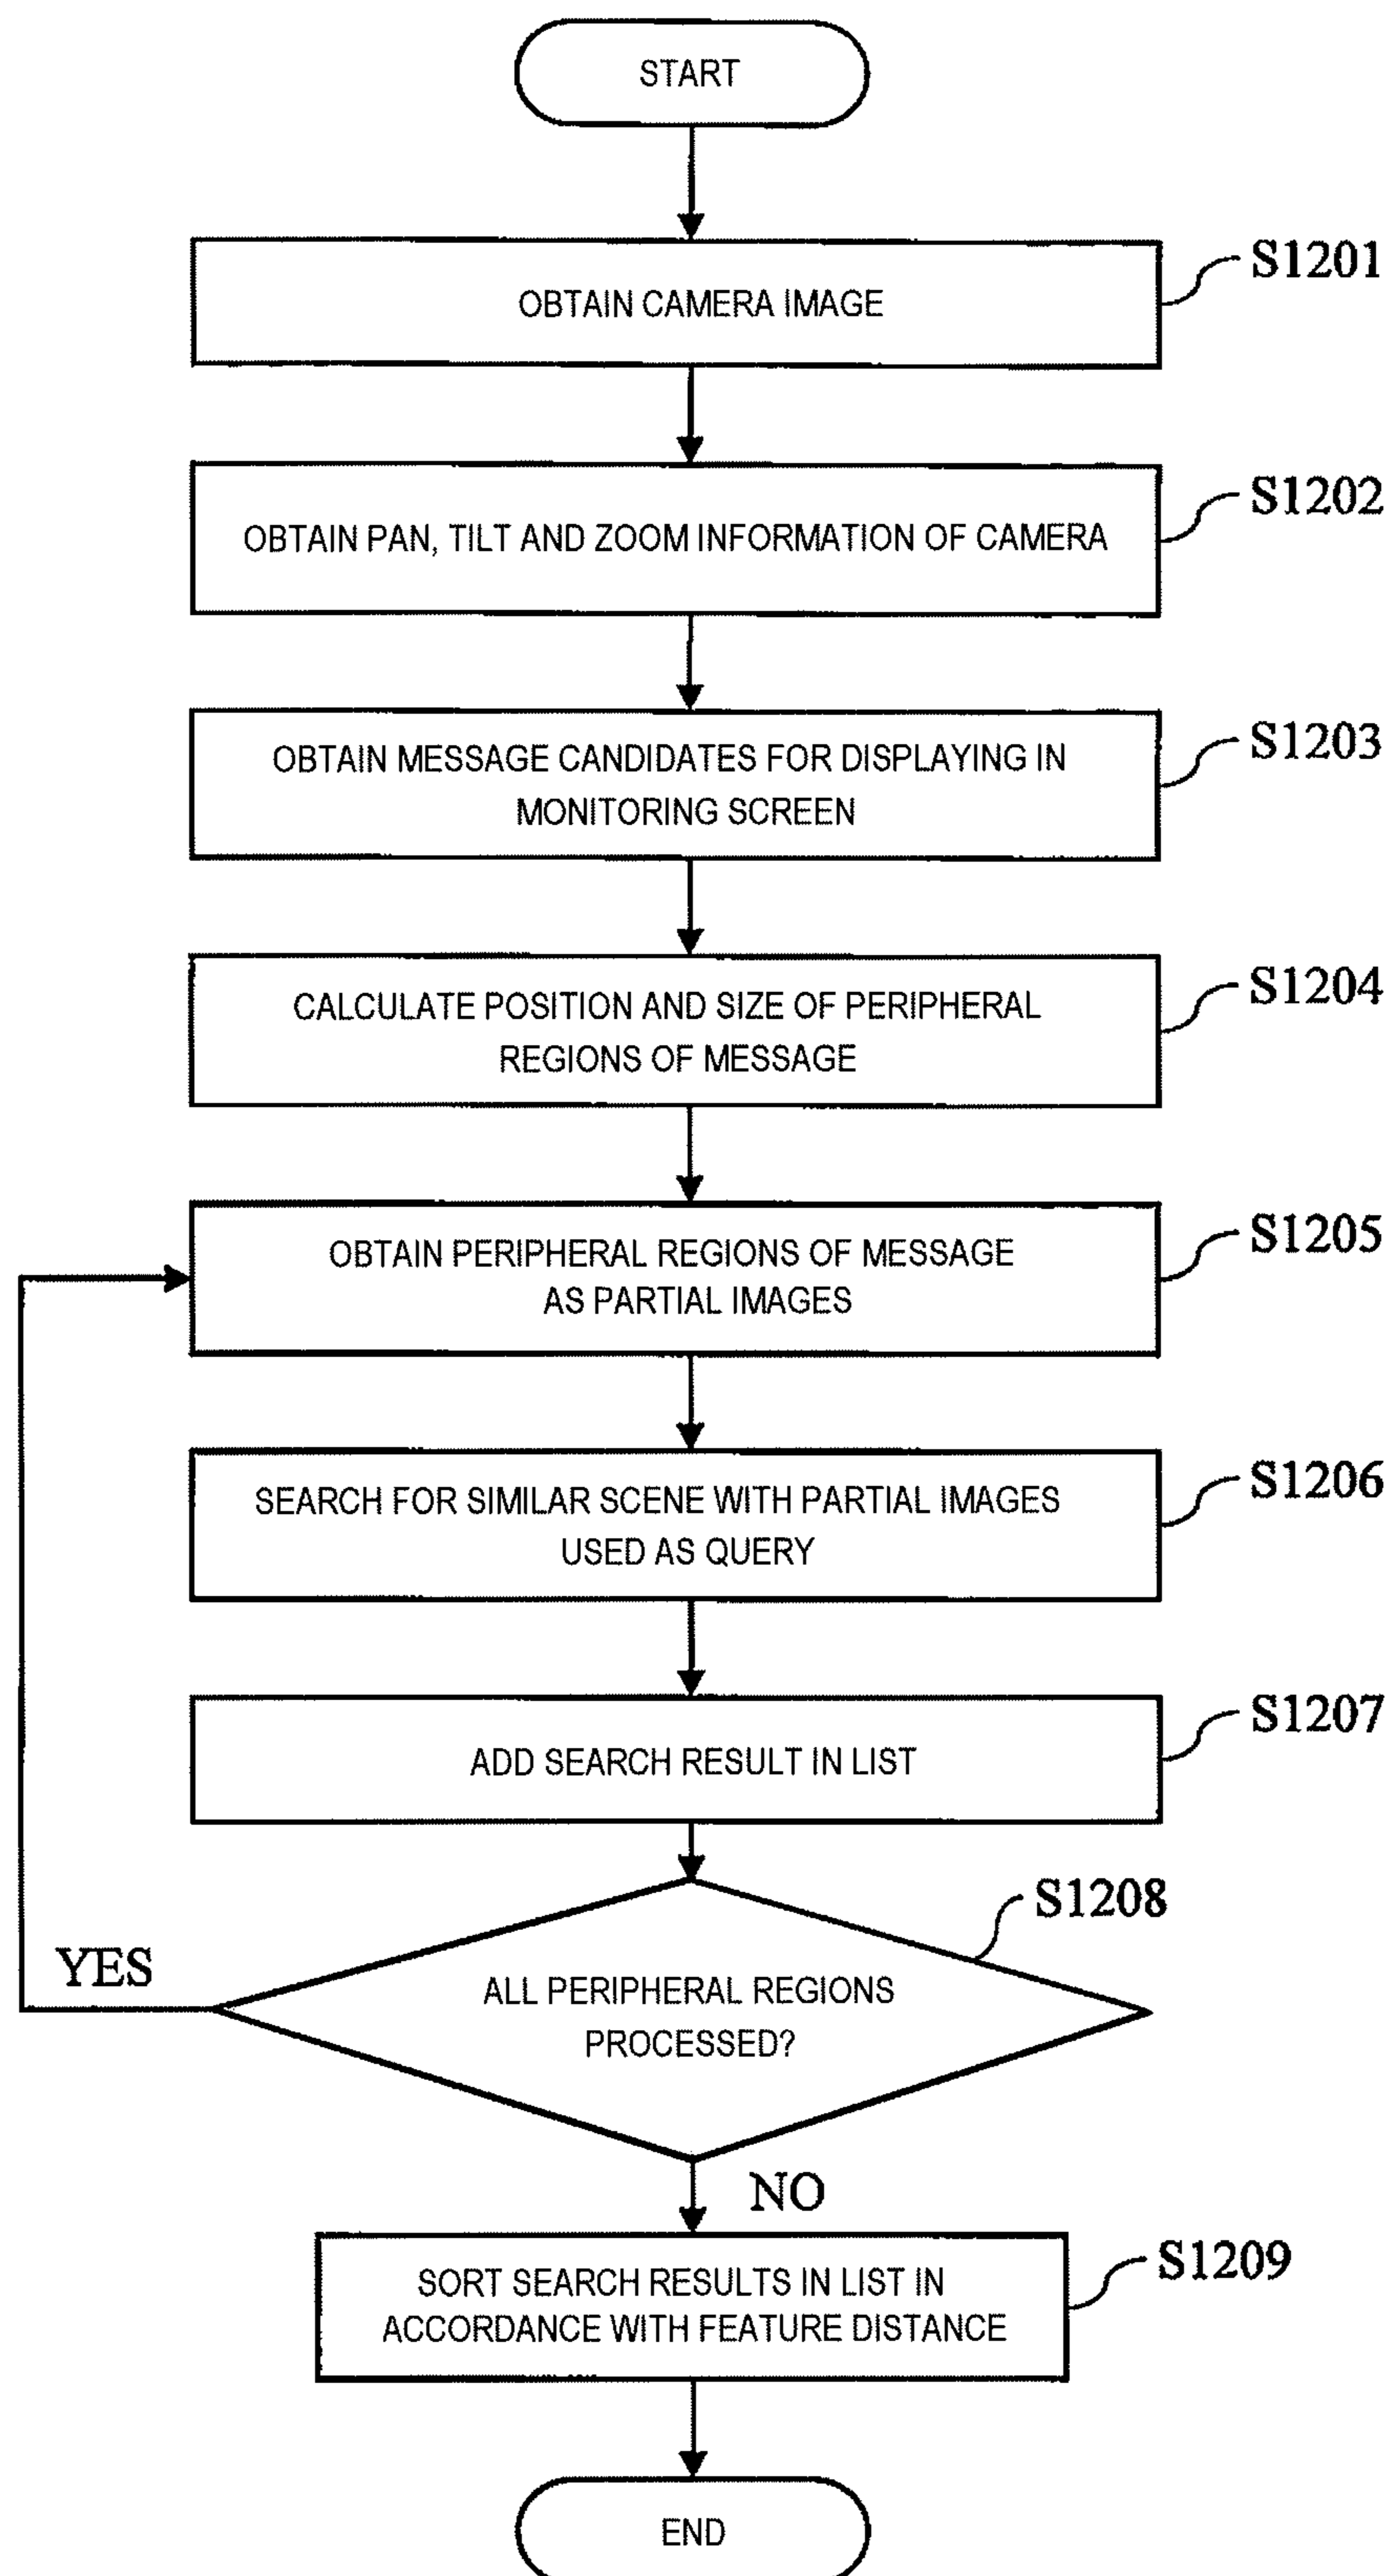 START
S1201
OBTAIN CAMERA IMAGE
S1202
OBTAIN PAN, TILT AND ZOOM INFORMATION OF CAMERA
S1203
OBTAIN MESSAGE CANDIDATES FOR DISPLAYING IN
MONITORING SCREEN
S1204
CALCULATE POSITION AND SIZE OF PERIPHERAL
REGIONS OF MESSAGE
S1205
OBTAIN PERIPHERAL REGIONS OF MESSAGE
AS PARTIAL IMAGES
S1206
SEARCH FOR SIMILAR SCENE WITH PARTIAL IMAGES
USED AS QUERY
S1207
ADD SEARCH RESULT IN LIST
S1208
YES
ALL PERIPHERAL REGIONS
PROCESSED?
NO
S1209
SORT SEARCH RESULTS IN LIST IN
ACCORDANCE WITH FEATURE DISTANCE
END